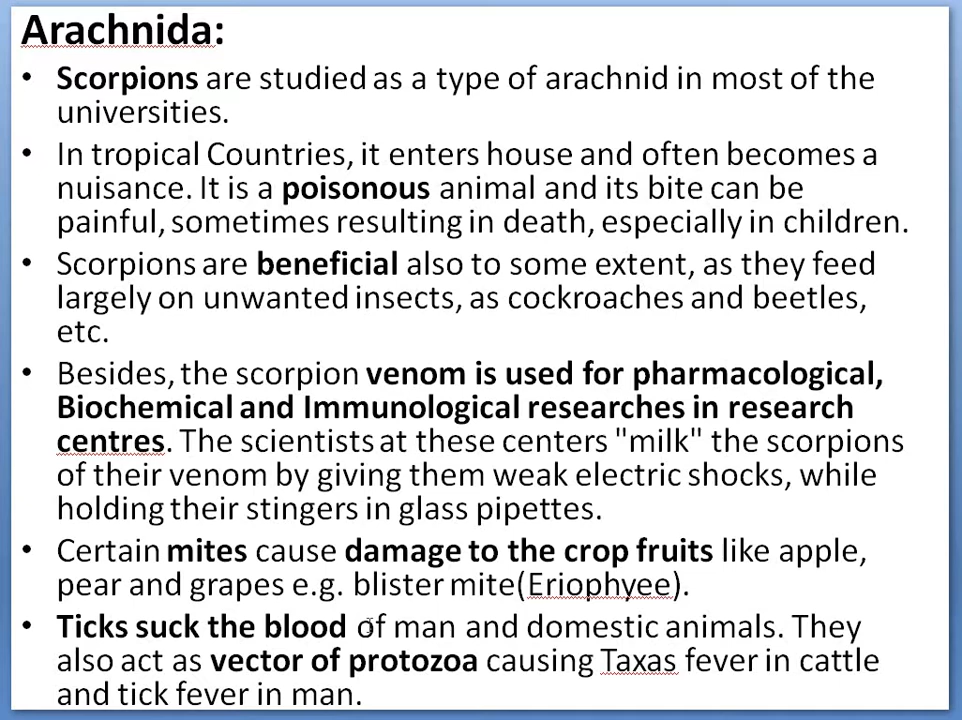 Arachnida:
• Scorpions are studied as a type of arachnid in most of the
universities.
• In tropical Countries, it enters house and often becomes a
nuisance. It is a poisonous animal and its bite can be
painful, sometimes resulting in death, especially in children.
• Scorpions are beneficial also to some extent, as they feed
largely on unwanted insects, as cockroaches and beetles,
etc.
• Besides, the scorpion venom is used for pharmacological,
Biochemical and Immunological researches in research
centres. The scientists at these centers "milk" the scorpions
of their venom by giving them weak electric shocks, while
holding their stingers in glass pipettes.
• Certain mites cause damage to the crop fruits like apple,
pear and grapes e.g. blister mite(Eriophyee).
• Ticks suck the blood of man and domestic animals. They
also act as vector of protozoa causing Taxas fever in cattle
and tick fever in man.